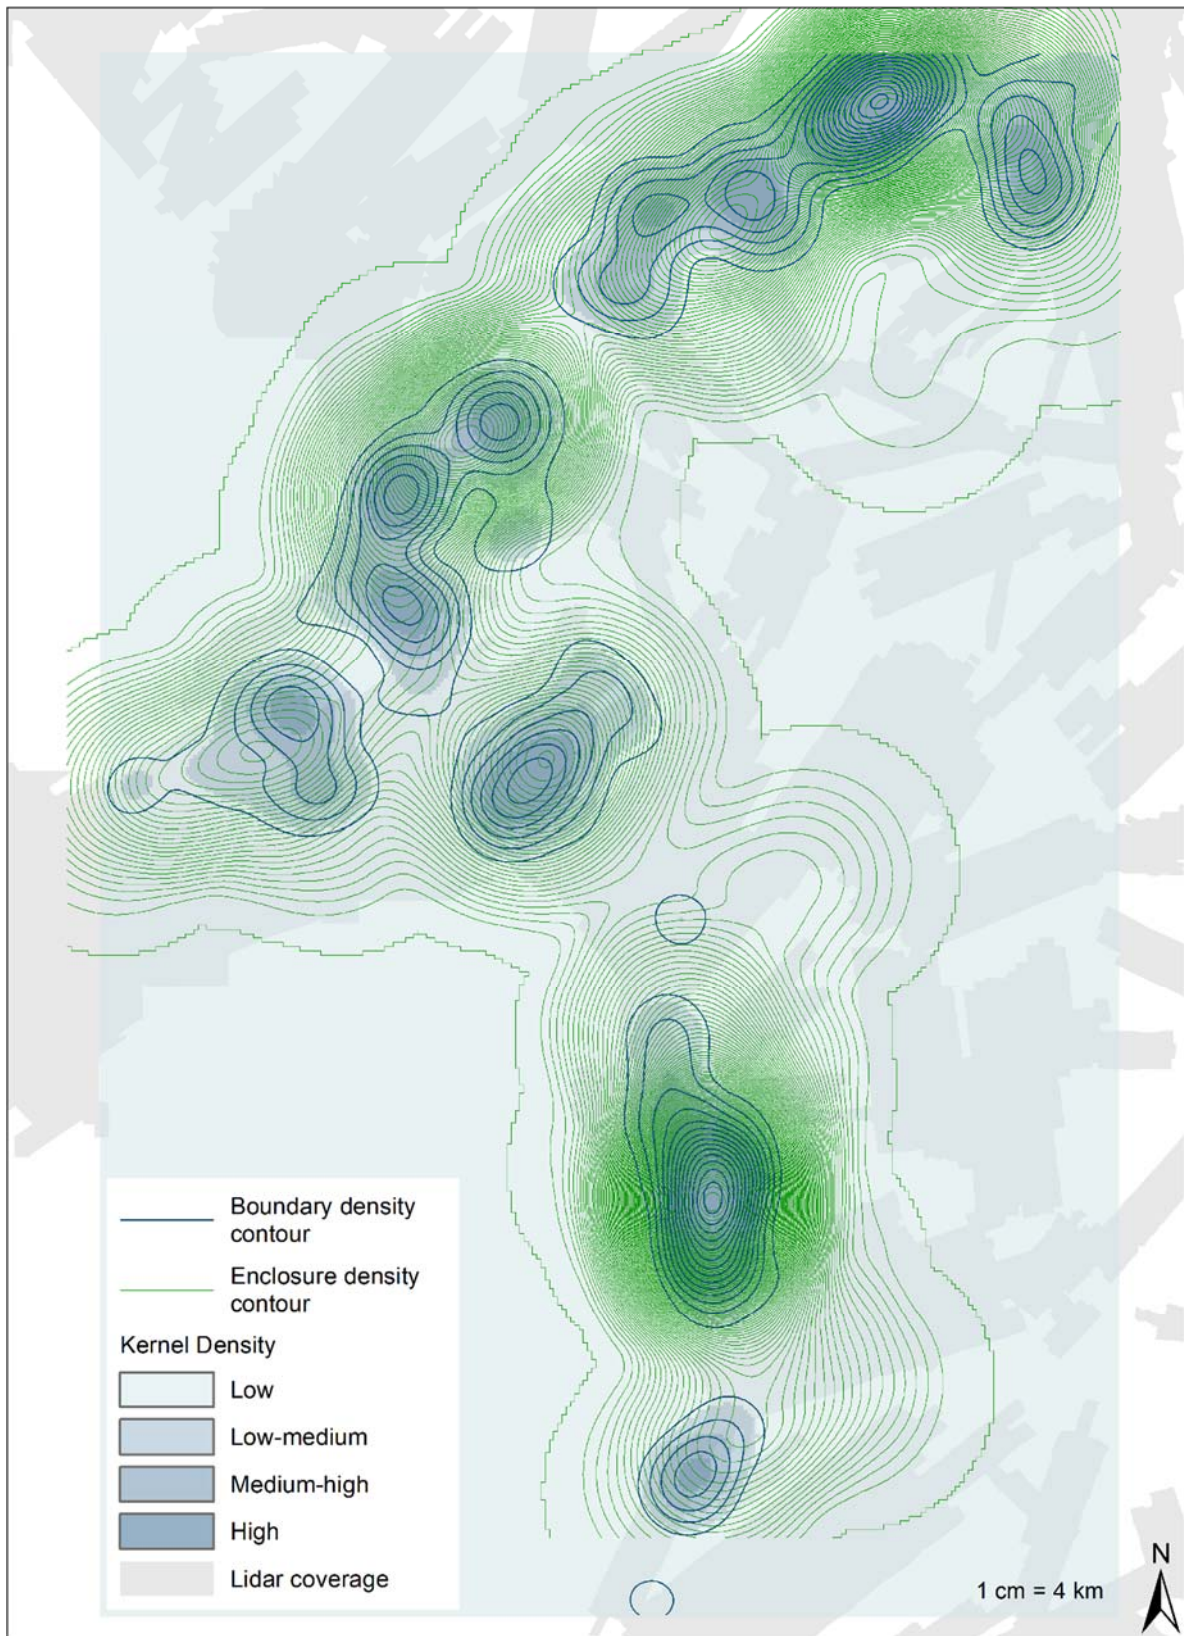 Boundary density
contour
Enclosure density
contour
Kernel Density
Low
Low-medium
Medium-high
High
Lidar coverage
1 cm = 4 km
N